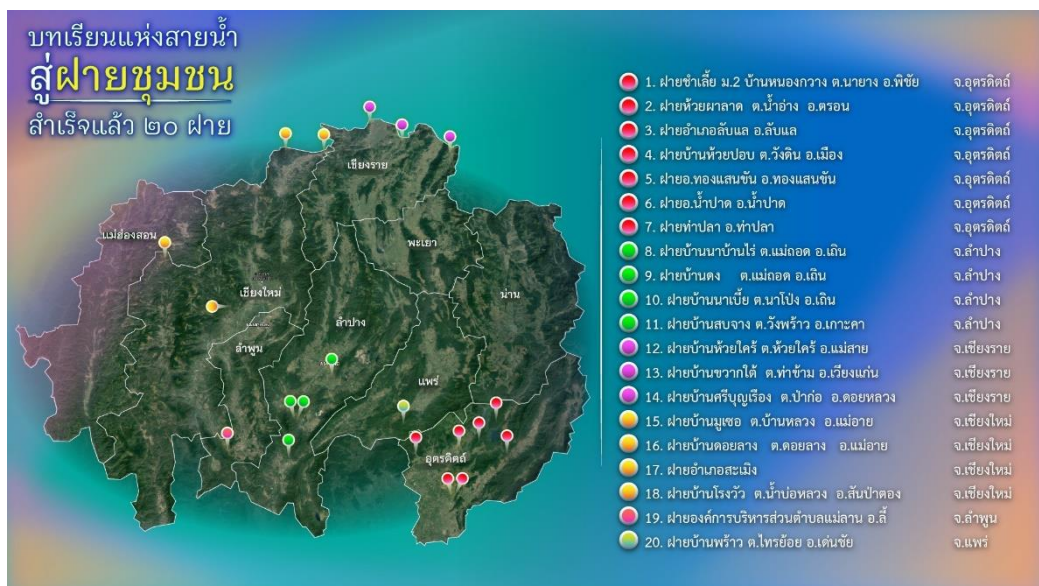 บทเรียนแห่งสายน้ำ
สู่ฝายชุมชน
สำเร็จแล้ว ๒๐ ฝาย
เชียงราย
แม่ฮ่องสอน
พะเยา
เชียงใหม่
น่าน
ลำปาง
ลำพูน
แพร่
อุตรดิตถ์
1. ฝายชำเลี้ย ม.2 บ้านหนองกวาง ต.นายาง อ.พิชัย จ.อุตรดิตถ์
2. ฝายห้วยผาลาด ต.น้ำอ่าง อ.ตรอน จ.อุตรดิตถ์
3. ฝายอำเภอลับแล อ.ลับแล จ.อุตรดิตถ์
4. ฝายบ้านห้วยปอบ ต.วังดิน อ.เมือง จ.อุตรดิตถ์
5. ฝายอ.ทองแสนขัน อ.ทองแสนขัน จ.อุตรดิตถ์
6. ฝายอ.น้ำปาด อ.น้ำปาด จ.อุตรดิตถ์
7. ฝายท่าปลา อ.ท่าปลา จ.อุตรดิตถ์
8. ฝายบ้านนาบ้านไร่ ต.แม่ถอด อ.เถิน จ.ลำปาง
9. ฝายบ้านดง ต.แม่ถอด อ.เถิน จ.ลำปาง
10. ฝายบ้านนาเบี้ย ต.นาโป่ง อ.เถิน จ.ลำปาง
11. ฝายบ้านสบจาง ต.วังพร้าว อ.เกาะคา จ.ลำปาง
12. ฝายบ้านห้วยไคร้ ต.ห้วยไคร้ อ.แม่สาย จ.เชียงราย
13. ฝายบ้านขวากใต้ ต.ท่าข้าม อ.เวียงแก่น จ.เชียงราย
14. ฝายบ้านศรีบุญเรือง ต.ป่าก่อ อ.ดอยหลวง จ.เชียงราย
15. ฝายบ้านมูเซอ ต.บ้านหลวง อ.แม่อาย จ.เชียงใหม่
16. ฝายบ้านดอยลาง ต.ดอยลาง อ.แม่อาย จ.เชียงใหม่
17. ฝายอำเภอสะเมิง จ.เชียงใหม่
18. ฝายบ้านโรงวัว ต.น้ำบ่อหลวง อ.สันป่าตอง จ.เชียงใหม่
19. ฝายองค์การบริหารส่วนตำบลแม่ลาน อ.ลี้ จ.ลำพูน
20. ฝายบ้านพร้าว ต.ไทรย้อย อ.เด่นชัย จ.แพร่